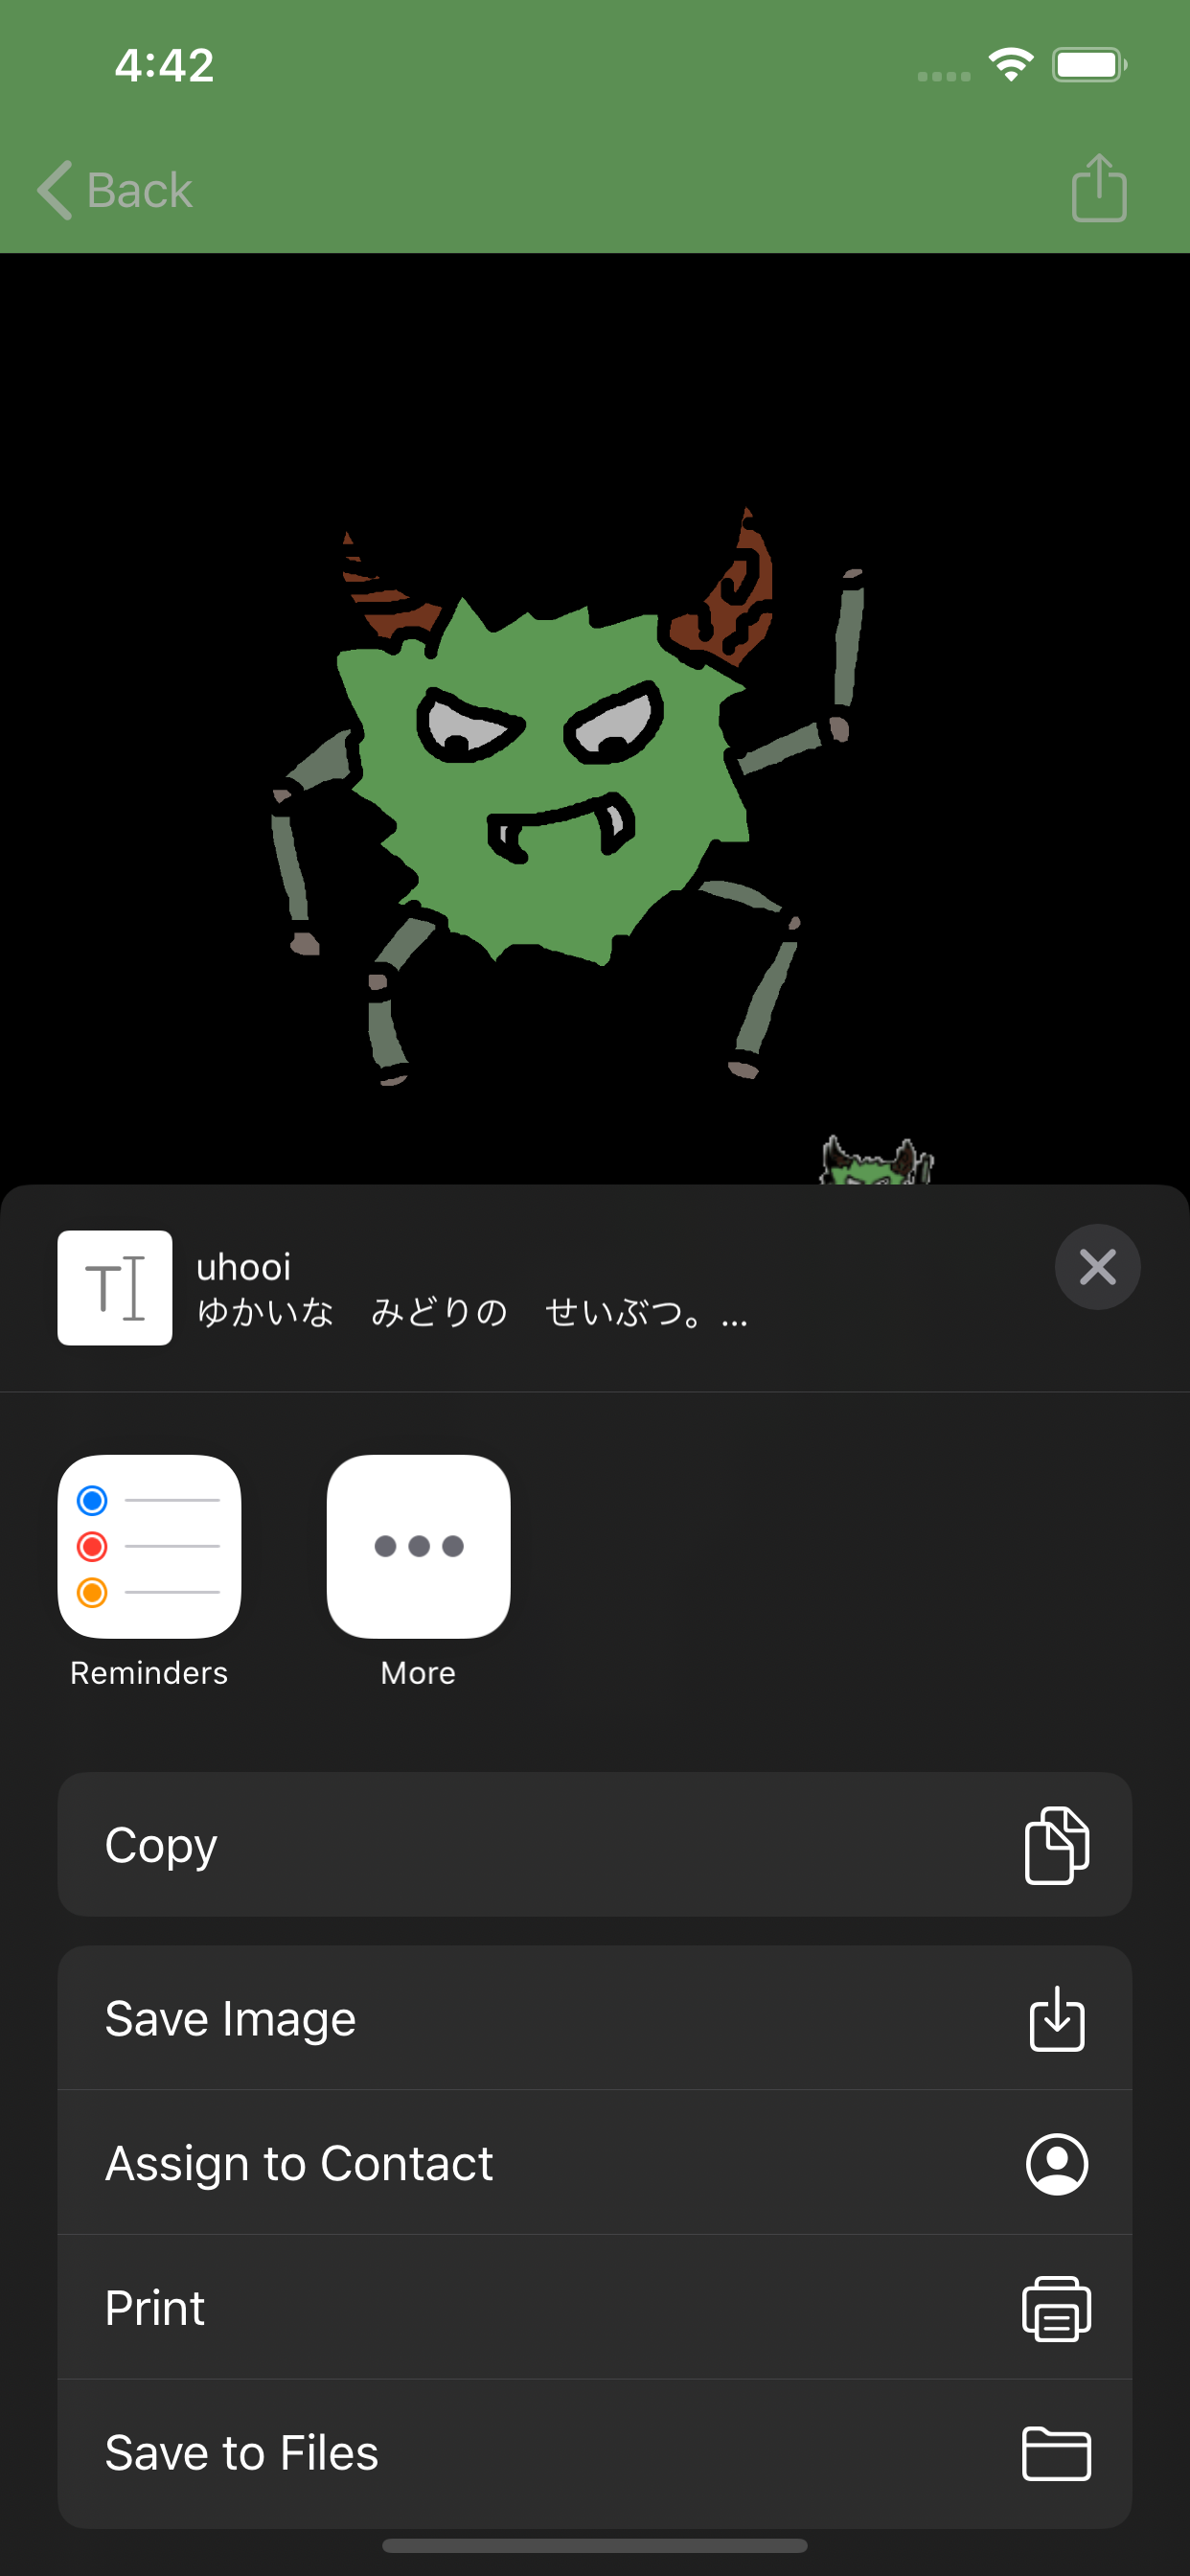 4:42
Back
uhooi
ゆかいな　みどりの　せいぶつ。...
Reminders
More
Copy
Save Image
Assign to Contact
Print
Save to Files